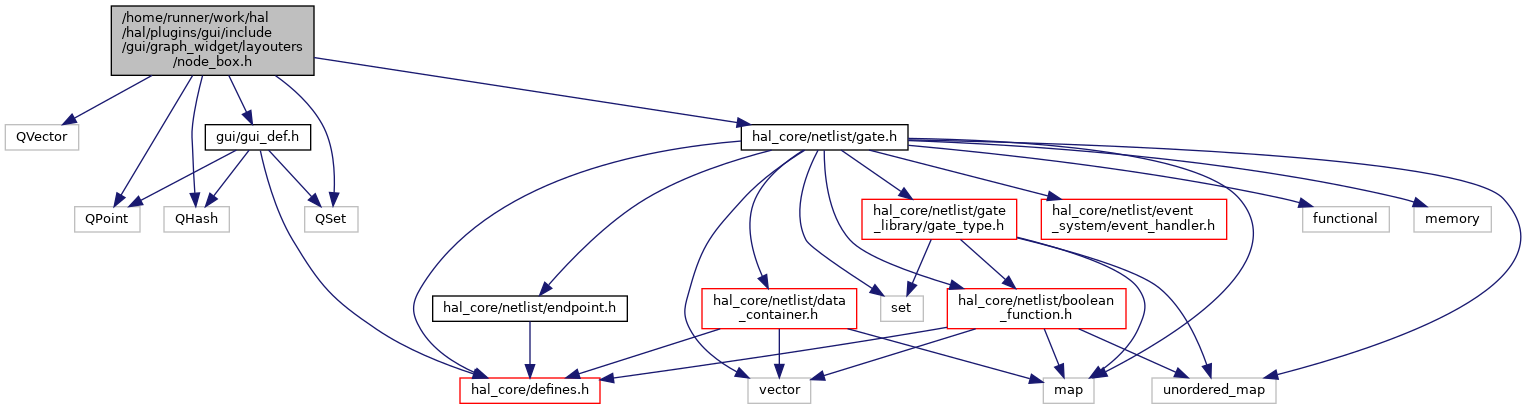 /home/runner/work/hal
/hal/plugins/gui/include
/gui/graph_widget/layouters
/node_box.h
QVector
gui/gui_def.h
hal_core/netlist/gate.h
QPoint
QHash
QSet
hal_core/netlist/gate
_library/gate_type.h
hal_core/netlist/event
_system/event_handler.h
functional
memory
hal_core/netlist/endpoint.h
hal_core/netlist/data
_container.h
set
hal_core/netlist/boolean
_function.h
hal_core/defines.h
vector
map
unordered_map